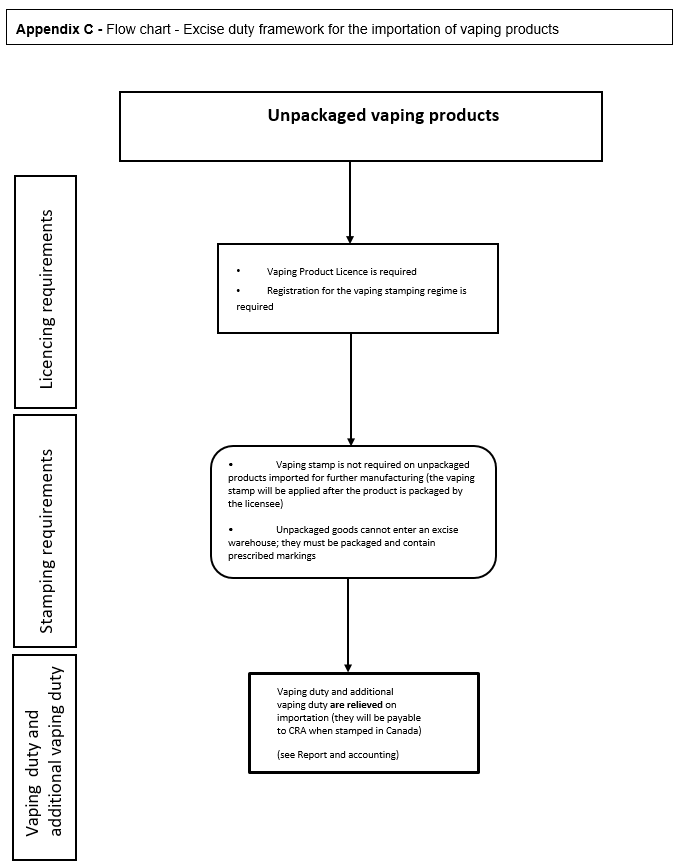 Appendix C - Flow chart - Excise duty framework for the importation of vaping products
Unpackaged vaping products
Licencing requirements
• Vaping Product Licence is required
• Registration for the vaping stamping regime is
required
Stamping requirements
• Vaping stamp is not required on unpackaged
products imported for further manufacturing (the vaping
stamp will be applied after the product is packaged by
the licensee)
• Unpackaged goods cannot enter an excise
warehouse; they must be packaged and contain
prescribed markings
Vaping duty and
additional vaping duty
Vaping duty and additional
vaping duty are relieved on
importation (they will be payable
to CRA when stamped in Canada)
(see Report and accounting)